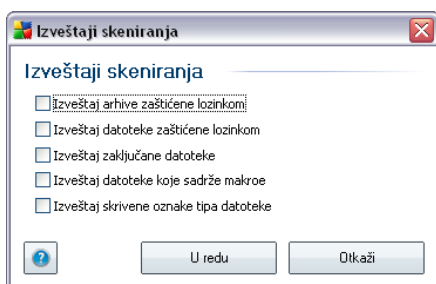 Izveštaji skeniranja
Izveštaji skeniranja
Izveštaj arhive zaštićene lozinkom
Izveštaj datoteke zaštićene lozinkom
Izveštaj zaključane datoteke
Izveštaj datoteke koje sadrže makroe
Izveštaj skrivene oznake tipa datoteke
U redu
Otkaži